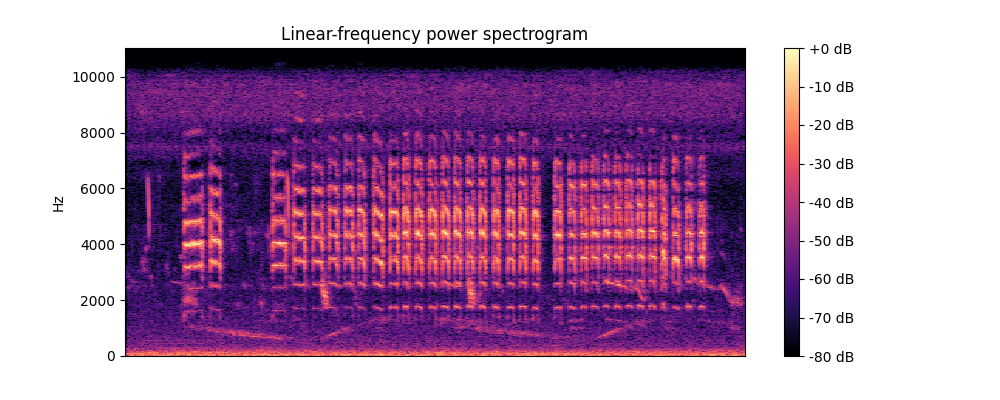 Linear-frequency power spectrogram
Hz
10000
8000
6000
4000
2000
0
+0 dB
-10 dB
-20 dB
-30 dB
-40 dB
-50 dB
-60 dB
-70 dB
-80 dB